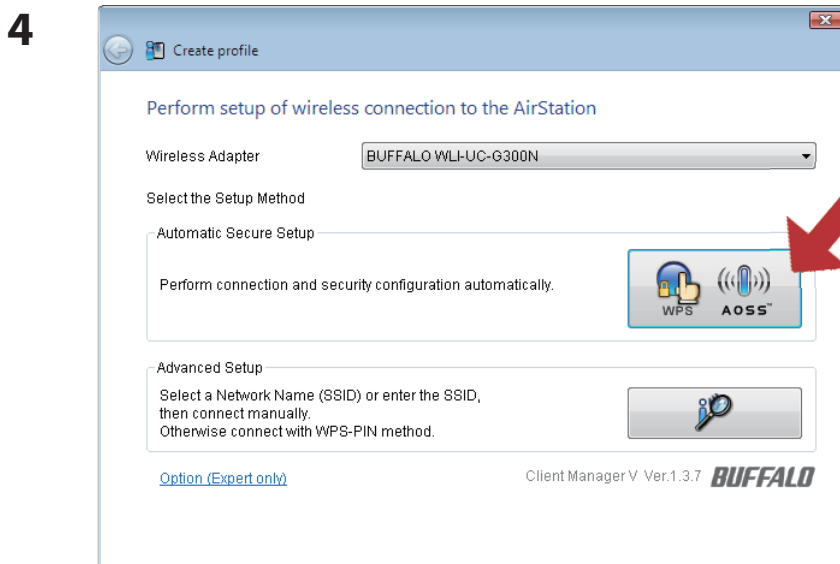 4
Create profile
Perform setup of wireless connection to the AirStation
Wireless Adapter BUFFALO WLI-UC-G300N
Select the Setup Method
Automatic Secure Setup
Perform connection and security configuration automatically.
WPS AOSS™
Advanced Setup
Select a Network Name (SSID) or enter the SSID,
then connect manually.
Otherwise connect with WPS-PIN method.
Option (Expert only) Client Manager V Ver.1.3.7 BUFFALO